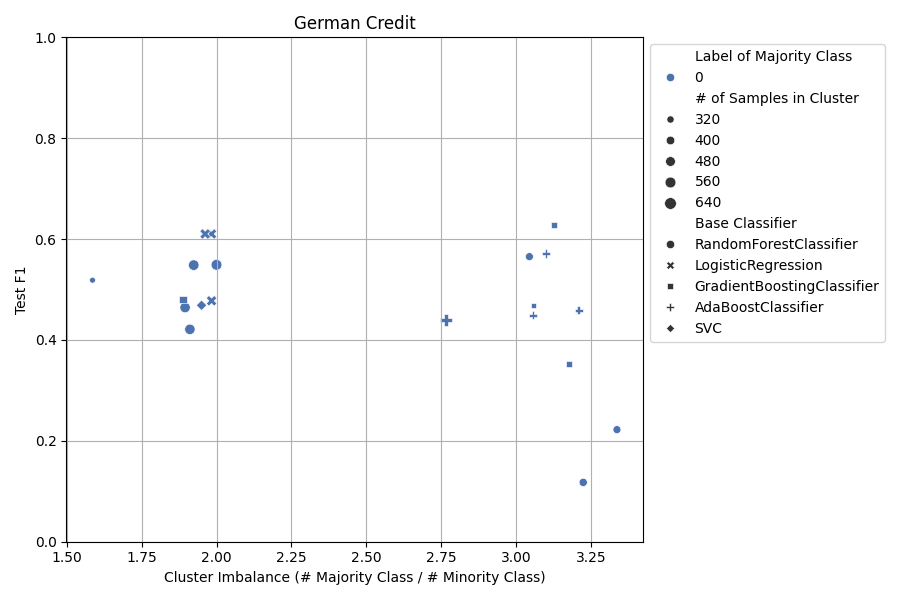 German Credit
1.0
0.8
0.6
0.4
0.2
0.0
Test F1
1.50 1.75 2.00 2.25 2.50 2.75 3.00 3.25
Cluster Imbalance (# Majority Class / # Minority Class)
Label of Majority Class
0
# of Samples in Cluster
320
400
480
560
640
Base Classifier
RandomForestClassifier
LogisticRegression
GradientBoostingClassifier
AdaBoostClassifier
SVC